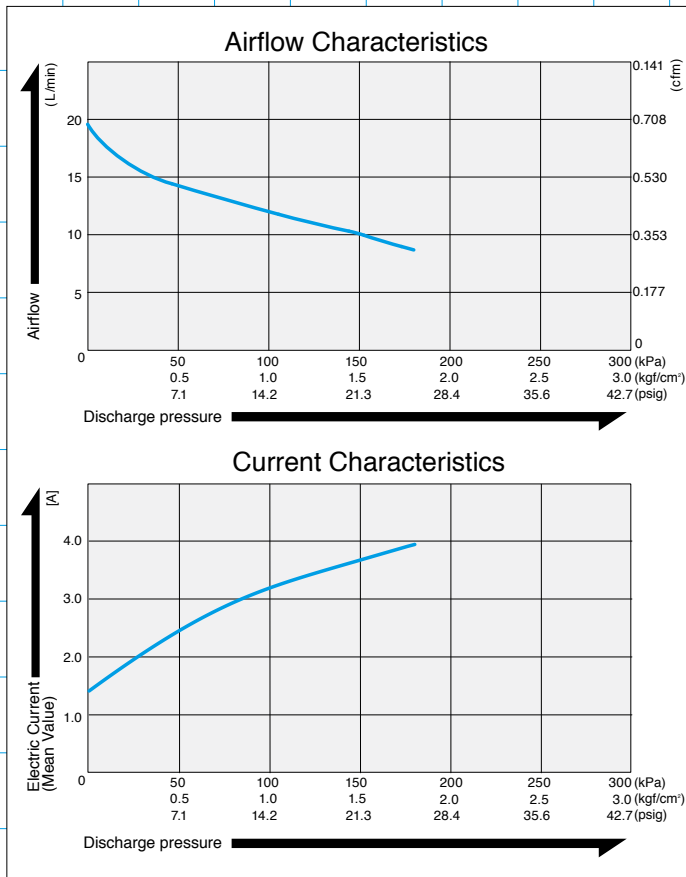 Airflow Characteristics
(L/min)
(cfm)
0.141
20
0.708
15
0.530
10
0.353
5
0.177
Airflow
0
0
50 100 150 200 250 300 (kPa)
0.5 1.0 1.5 2.0 2.5 3.0 (kgf/cm²)
7.1 14.2 21.3 28.4 35.6 42.7 (psig)
Discharge pressure
Current Characteristics
[A]
4.0
3.0
2.0
1.0
Electric Current
(Mean Value)
0
50 100 150 200 250 300 (kPa)
0.5 1.0 1.5 2.0 2.5 3.0 (kgf/cm²)
7.1 14.2 21.3 28.4 35.6 42.7 (psig)
Discharge pressure